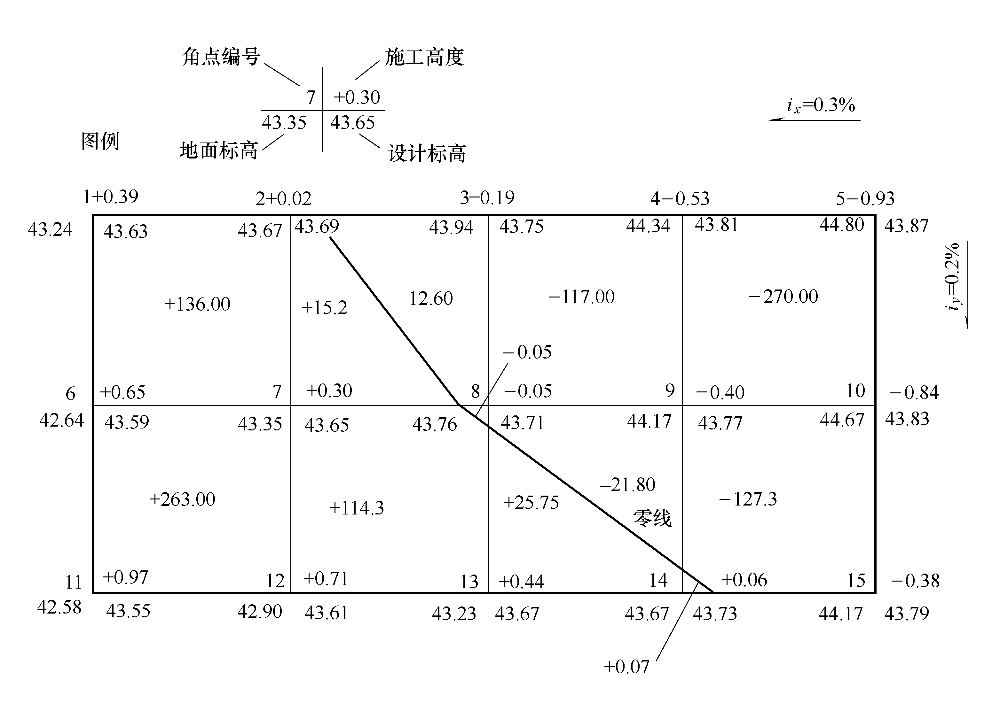 角点编号 施工高度
7 +0.30
43.35 43.65
图例 地面标高 设计标高
i_x=0.3%
1+0.39 2+0.02 3−0.19 4−0.53 5−0.93
43.24 43.63 43.67 43.69 43.94 43.75 44.34 43.81 44.80 43.87
i_y=0.2%
+136.00 +15.2 12.60 −117.00 −270.00
−0.05
6 +0.65 7 +0.30 8 −0.05 9 −0.40 10 −0.84
42.64 43.59 43.35 43.65 43.76 43.71 44.17 43.77 44.67 43.83
+263.00 +114.3 +25.75 −21.80 −127.3
零线
11 +0.97 12 +0.71 13 +0.44 14 +0.06 15 −0.38
42.58 43.55 42.90 43.61 43.23 43.67 43.67 43.73 44.17 43.79
+0.07